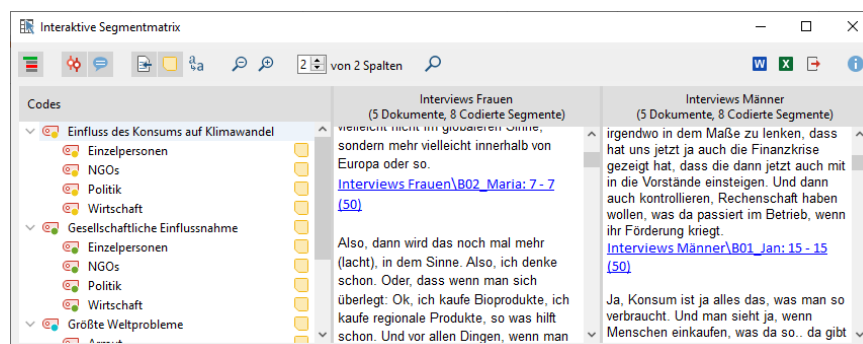 Interaktive Segmentmatrix
2 von 2 Spalten
Codes
Einfluss des Konsums auf Klimawandel
Einzelpersonen
NGOs
Politik
Wirtschaft
Gesellschaftliche Einflussnahme
Einzelpersonen
NGOs
Politik
Wirtschaft
Größte Weltprobleme
Armut
Interviews Frauen
(5 Dokumente, 8 Codierte Segmente)
vielleicht nicht im globaleren Sinne,
sondern mehr vielleicht innerhalb von
Europa oder so.
Interviews Frauen\B02_Maria: 7 - 7
(50)
Also, dann wird das noch mal mehr
(lacht), in dem Sinne. Also, ich denke
schon. Oder, dass wenn man sich
überlegt: Ok, ich kaufe Bioprodukte, ich
kaufe regionale Produkte, so was hilft
schon. Und vor allen Dingen, wenn man
Interviews Männer
(5 Dokumente, 8 Codierte Segmente)
irgendwo in dem Maße zu lenken, dass
hat uns jetzt ja auch die Finanzkrise
gezeigt hat, dass die dann jetzt auch mit
in die Vorstände einsteigen. Und dann
auch kontrollieren, Rechenschaft haben
wollen, was da passiert im Betrieb, wenn
ihr Förderung kriegt.
Interviews Männer\B01_Jan: 15 - 15
(50)
Ja, Konsum ist ja alles das, was man so
verbraucht. Und man sieht ja, wenn
Menschen einkaufen, was da so.. da gibt